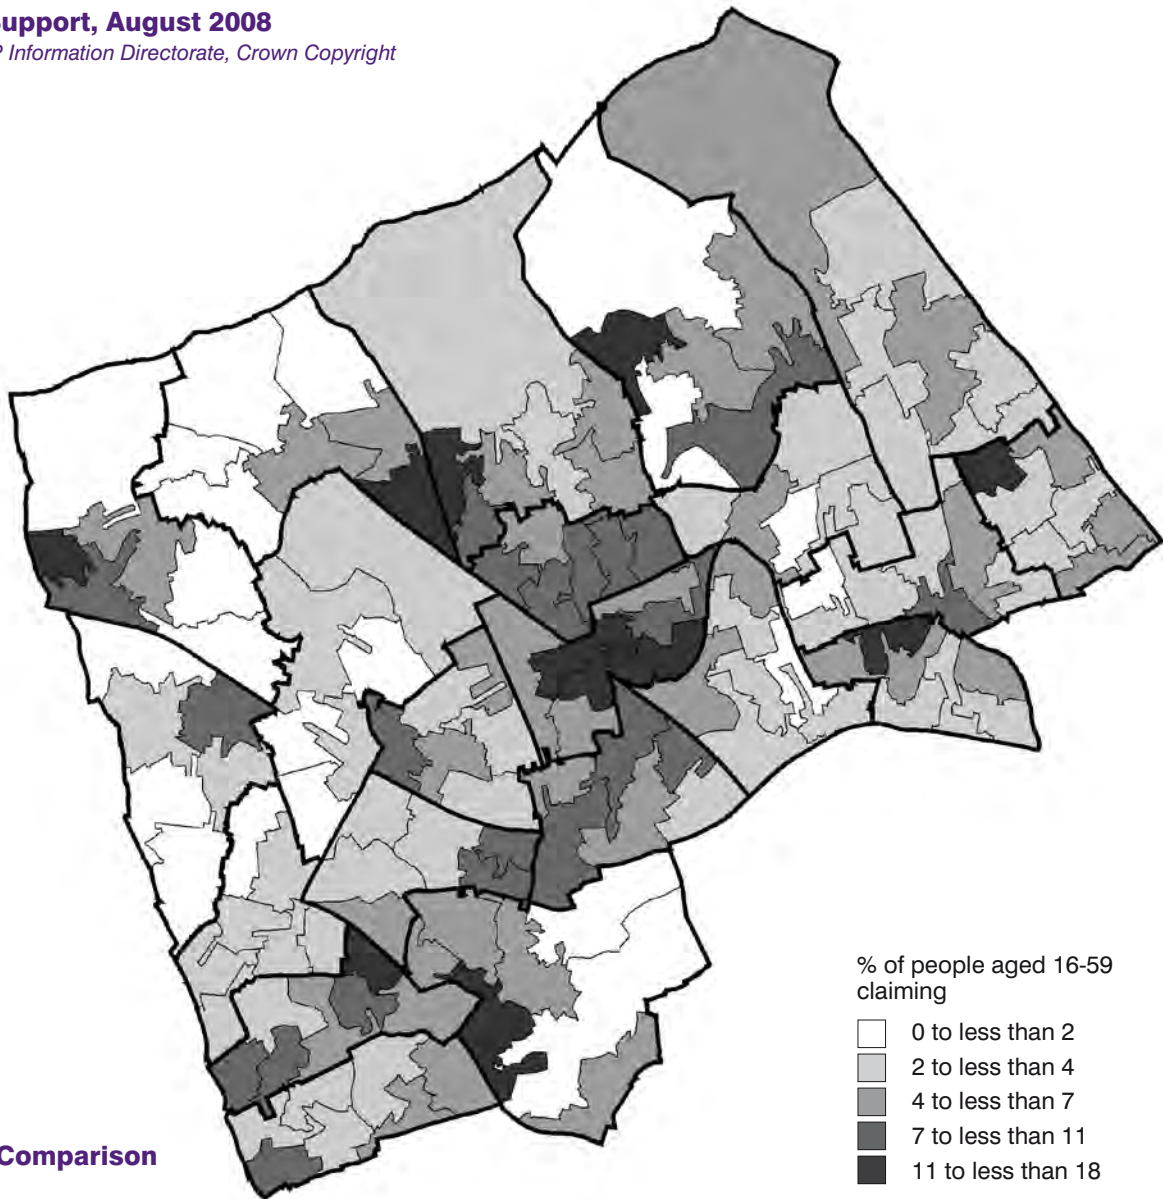 upport, August 2008
P Information Directorate, Crown Copyright
% of people aged 16-59
claiming
0 to less than 2
2 to less than 4
4 to less than 7
7 to less than 11
11 to less than 18
Comparison